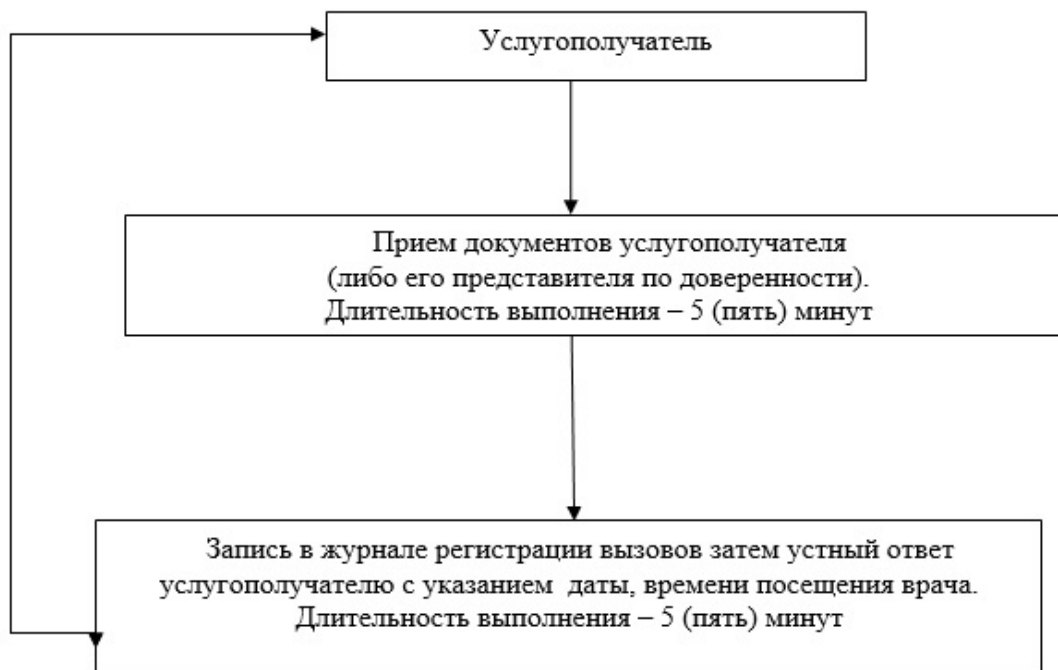 Услугополучатель
Прием документов услугополучателя
(либо его представителя по доверенности).
Длительность выполнения – 5 (пять) минут
Запись в журнале регистрации вызовов затем устный ответ
услугополучателю с указанием даты, времени посещения врача.
Длительность выполнения – 5 (пять) минут